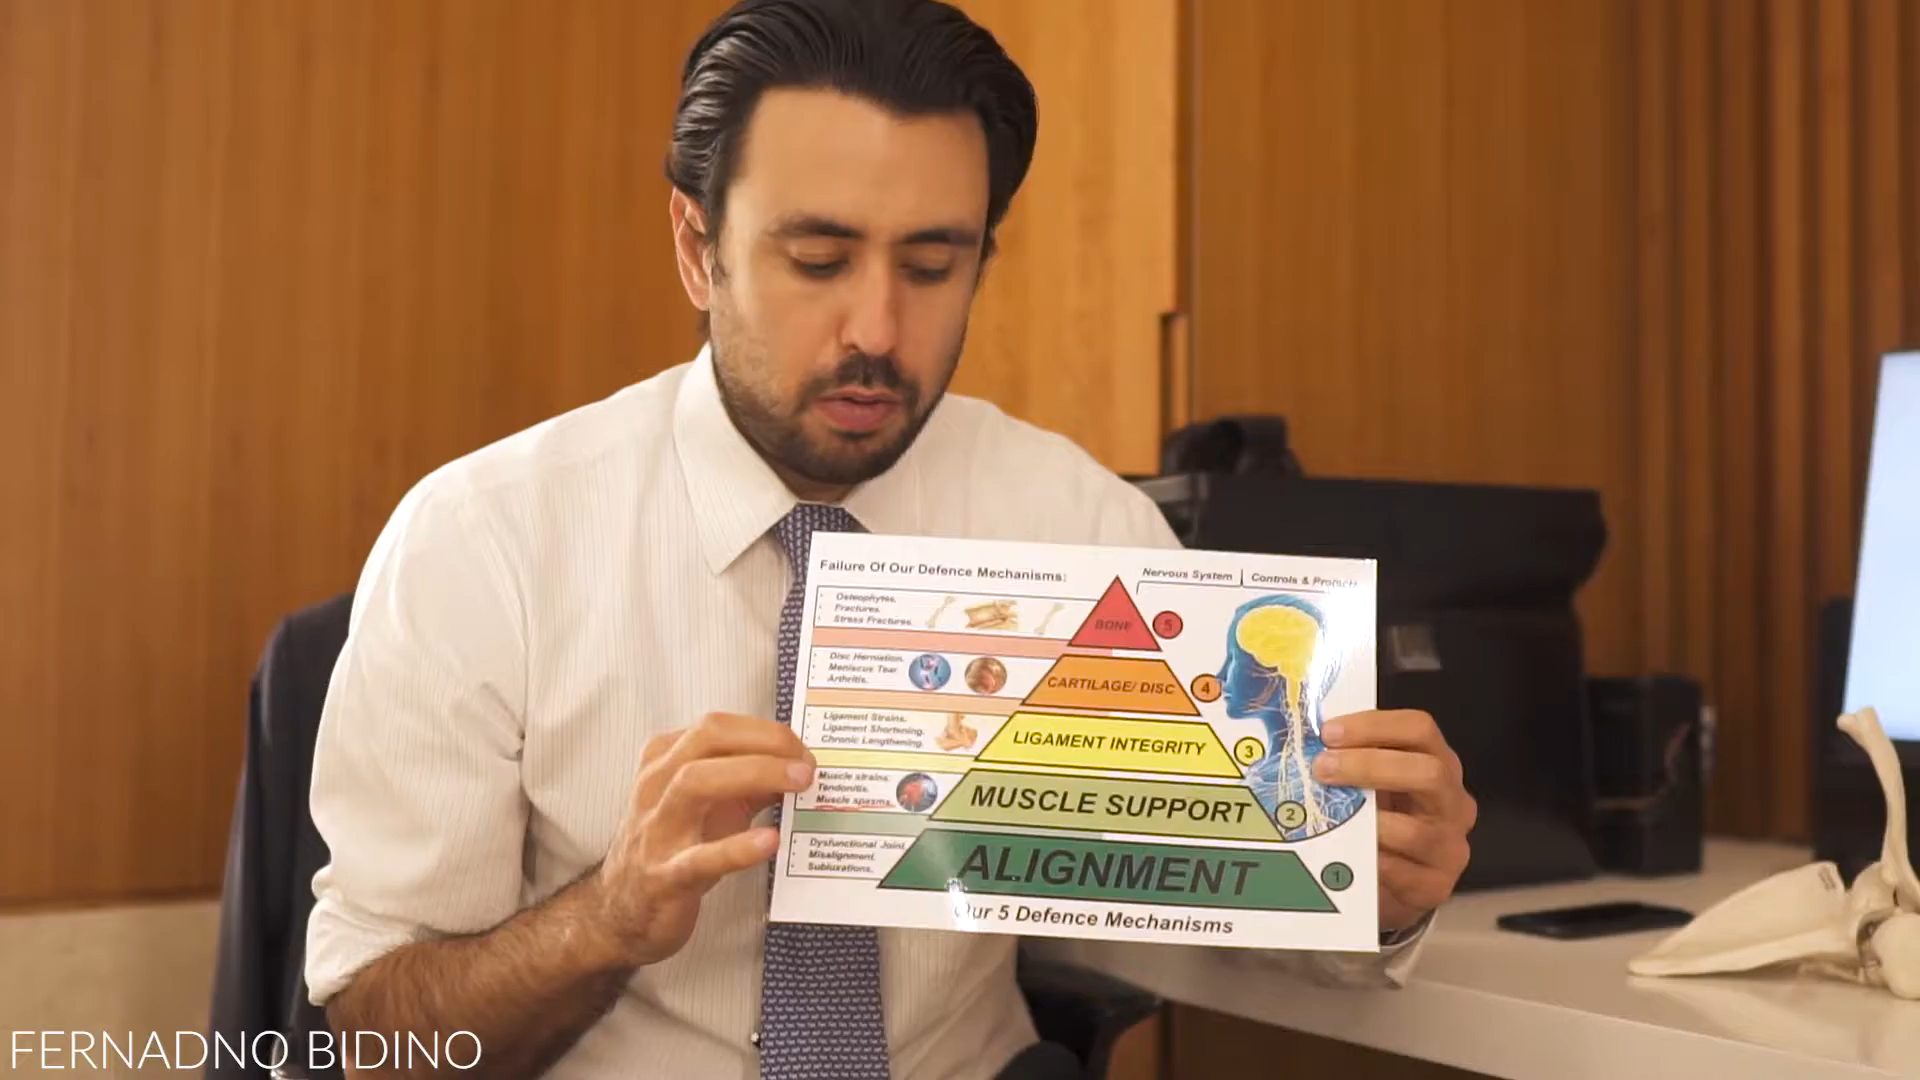 Failure Of Our Defence Mechanisms:
Nervous System | Controls & Protects
• Osteophytes.
• Fractures.
• Stress Fractures.
BONE
5
• Disc Herniation.
• Meniscus Tear.
• Arthritis.
CARTILAGE/ DISC
4
• Ligament Strains.
• Ligament Shortening.
• Chronic Lengthening.
LIGAMENT INTEGRITY
3
• Muscle strains.
• Tendonitis.
• Muscle spasms.
MUSCLE SUPPORT
2
• Dysfunctional Joint.
• Misalignment.
• Subluxations.
ALIGNMENT
1
Our 5 Defence Mechanisms
FERNADNO BIDINO